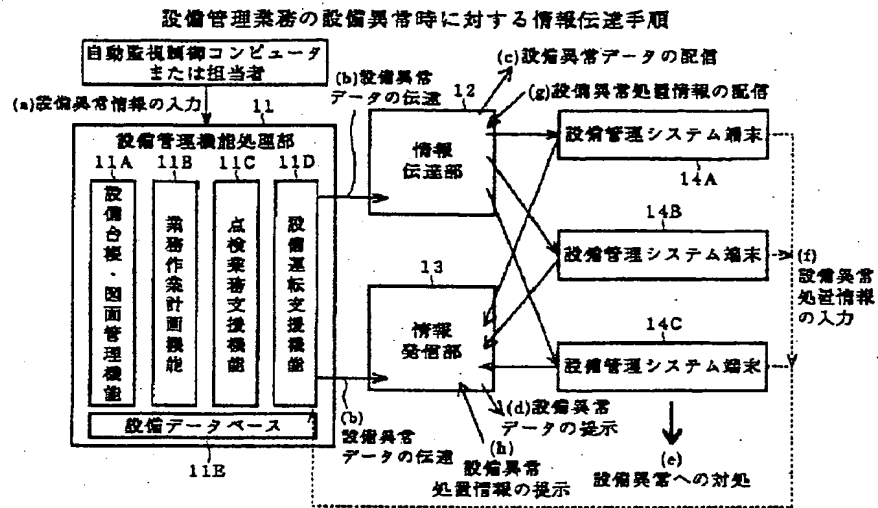 設備管理業務の設備異常時に対する情報伝達手順
自動監視制御コンピュータ
または担当者
(a)設備異常情報の入力
11
設備管理機能処理部
11A
11B
11C
11D
設備台帳・図面管理機能
業務作業計画機能
点検業務支援機能
設備運転支援機能
設備データベース
11E
(b)設備異常
データの伝達
12
情報
伝達部
(c)設備異常データの配信
(g)設備異常処置情報の配信
13
情報
発信部
(b)
設備異常
データの伝達
(d)設備異常
データの提示
(h)
設備異常
処置情報の提示
設備管理システム端末
14A
14B
設備管理システム端末
14C
設備管理システム端末
(e)
設備異常への対処
(f)
設備異常
処置情報
の入力